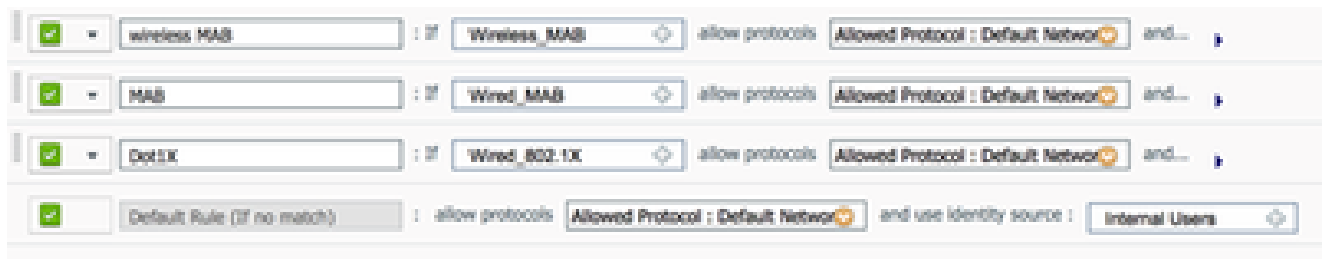 wireless MAB : If Wireless_MAB allow protocols Allowed Protocol : Default Networ and...
MAB : If Wired_MAB allow protocols Allowed Protocol : Default Networ and...
Dot1X : If Wired_802.1X allow protocols Allowed Protocol : Default Networ and...
Default Rule (If no match) : allow protocols Allowed Protocol : Default Networ and use identity source : Internal Users